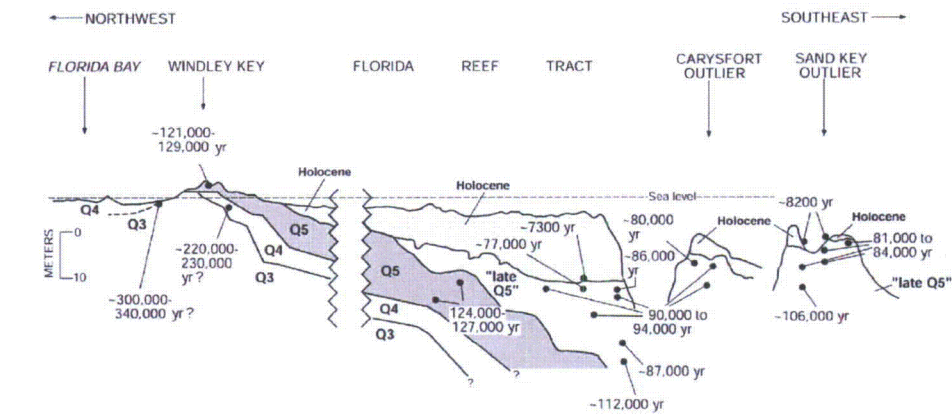 NORTHWEST
SOUTHEAST
FLORIDA BAY
WINDLEY KEY
FLORIDA REEF TRACT
CARYSFORT
OUTLIER
SAND KEY
OUTLIER
~121,000-
129,000 yr
Holocene
Holocene
Sea level
~80,000
yr
Holocene
~8200 yr
Holocene
Q4
Q3
METERS
0
10
~220,000-
230,000
yr ?
~300,000-
340,000
yr ?
Q5
Q4
Q3
Q5
Q4
Q3
124,000-
127,000 yr
?
?
~77,000 yr
~7300 yr
"late
Q5"
~86,000
yr
90,000 to
94,000 yr
~87,000 yr
~112,000 yr
81,000 to
84,000 yr
~106,000 yr
"late Q5"